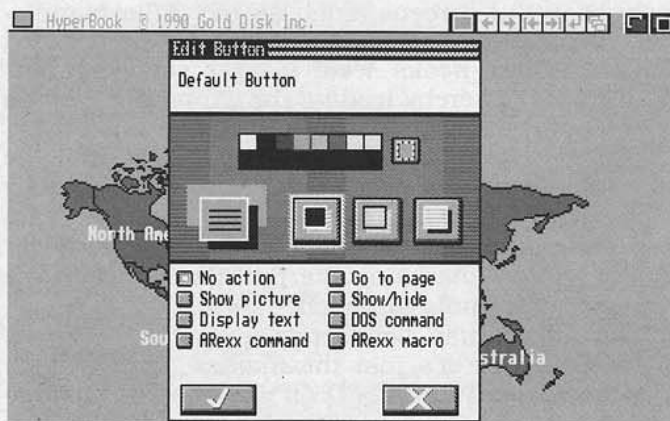 HyperBook © 1990 Gold Disk Inc.
Edit Button
Default Button
North Ame
No action
Go to page
Show picture
Show/hide
Display text
DOS command
Sou
ARexx command
ARexx macro
stralia